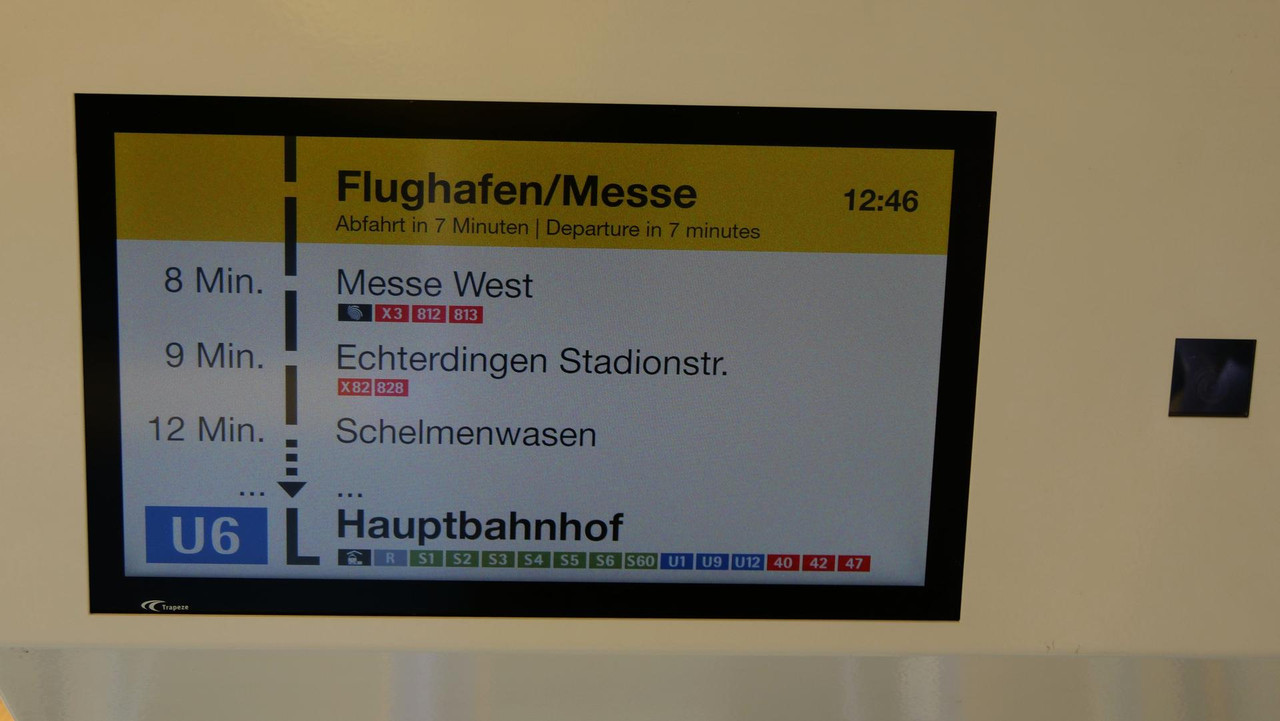 Flughafen/Messe 12:46
Abfahrt in 7 Minuten | Departure in 7 minutes
8 Min. Messe West
X3 812 813
9 Min. Echterdingen Stadionstr.
X82 828
12 Min. Schelmenwasen
... ...
U6 Hauptbahnhof
R S1 S2 S3 S4 S5 S6 S60 U1 U9 U12 40 42 47
Trapeze